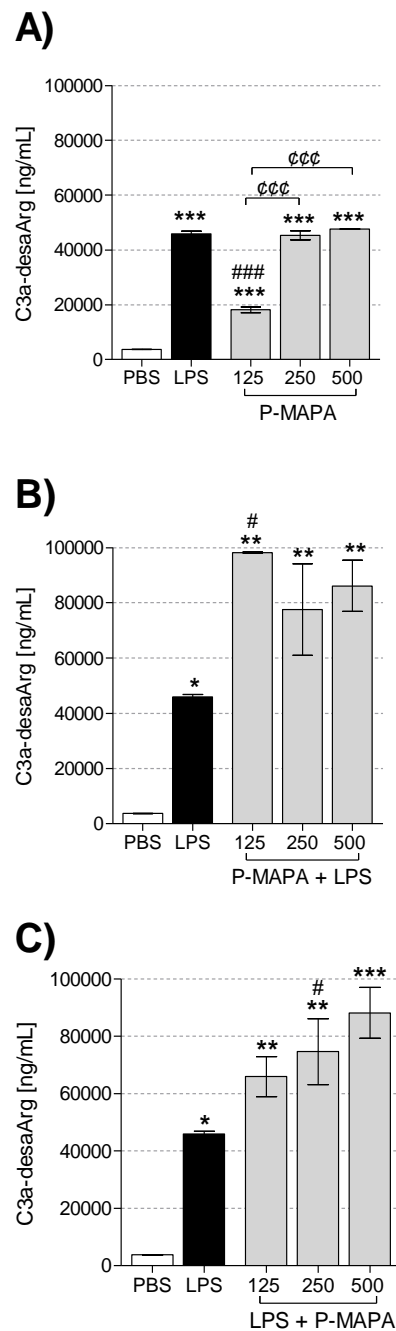 A)
C3a-desaArg [ng/mL]
100000
80000
60000
40000
20000
0
¢¢¢
¢¢¢
***
***
***
###
***
PBS LPS 125 250 500
P-MAPA
B)
C3a-desaArg [ng/mL]
100000
80000
60000
40000
20000
0
#
**
**
**
*
PBS LPS 125 250 500
P-MAPA + LPS
C)
C3a-desaArg [ng/mL]
100000
80000
60000
40000
20000
0
***
#
**
**
*
PBS LPS 125 250 500
LPS + P-MAPA